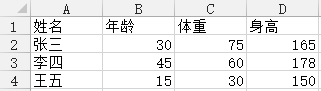 A B C D
1 姓名 年龄 体重 身高
2 张三 30 75 165
3 李四 45 60 178
4 王五 15 30 150